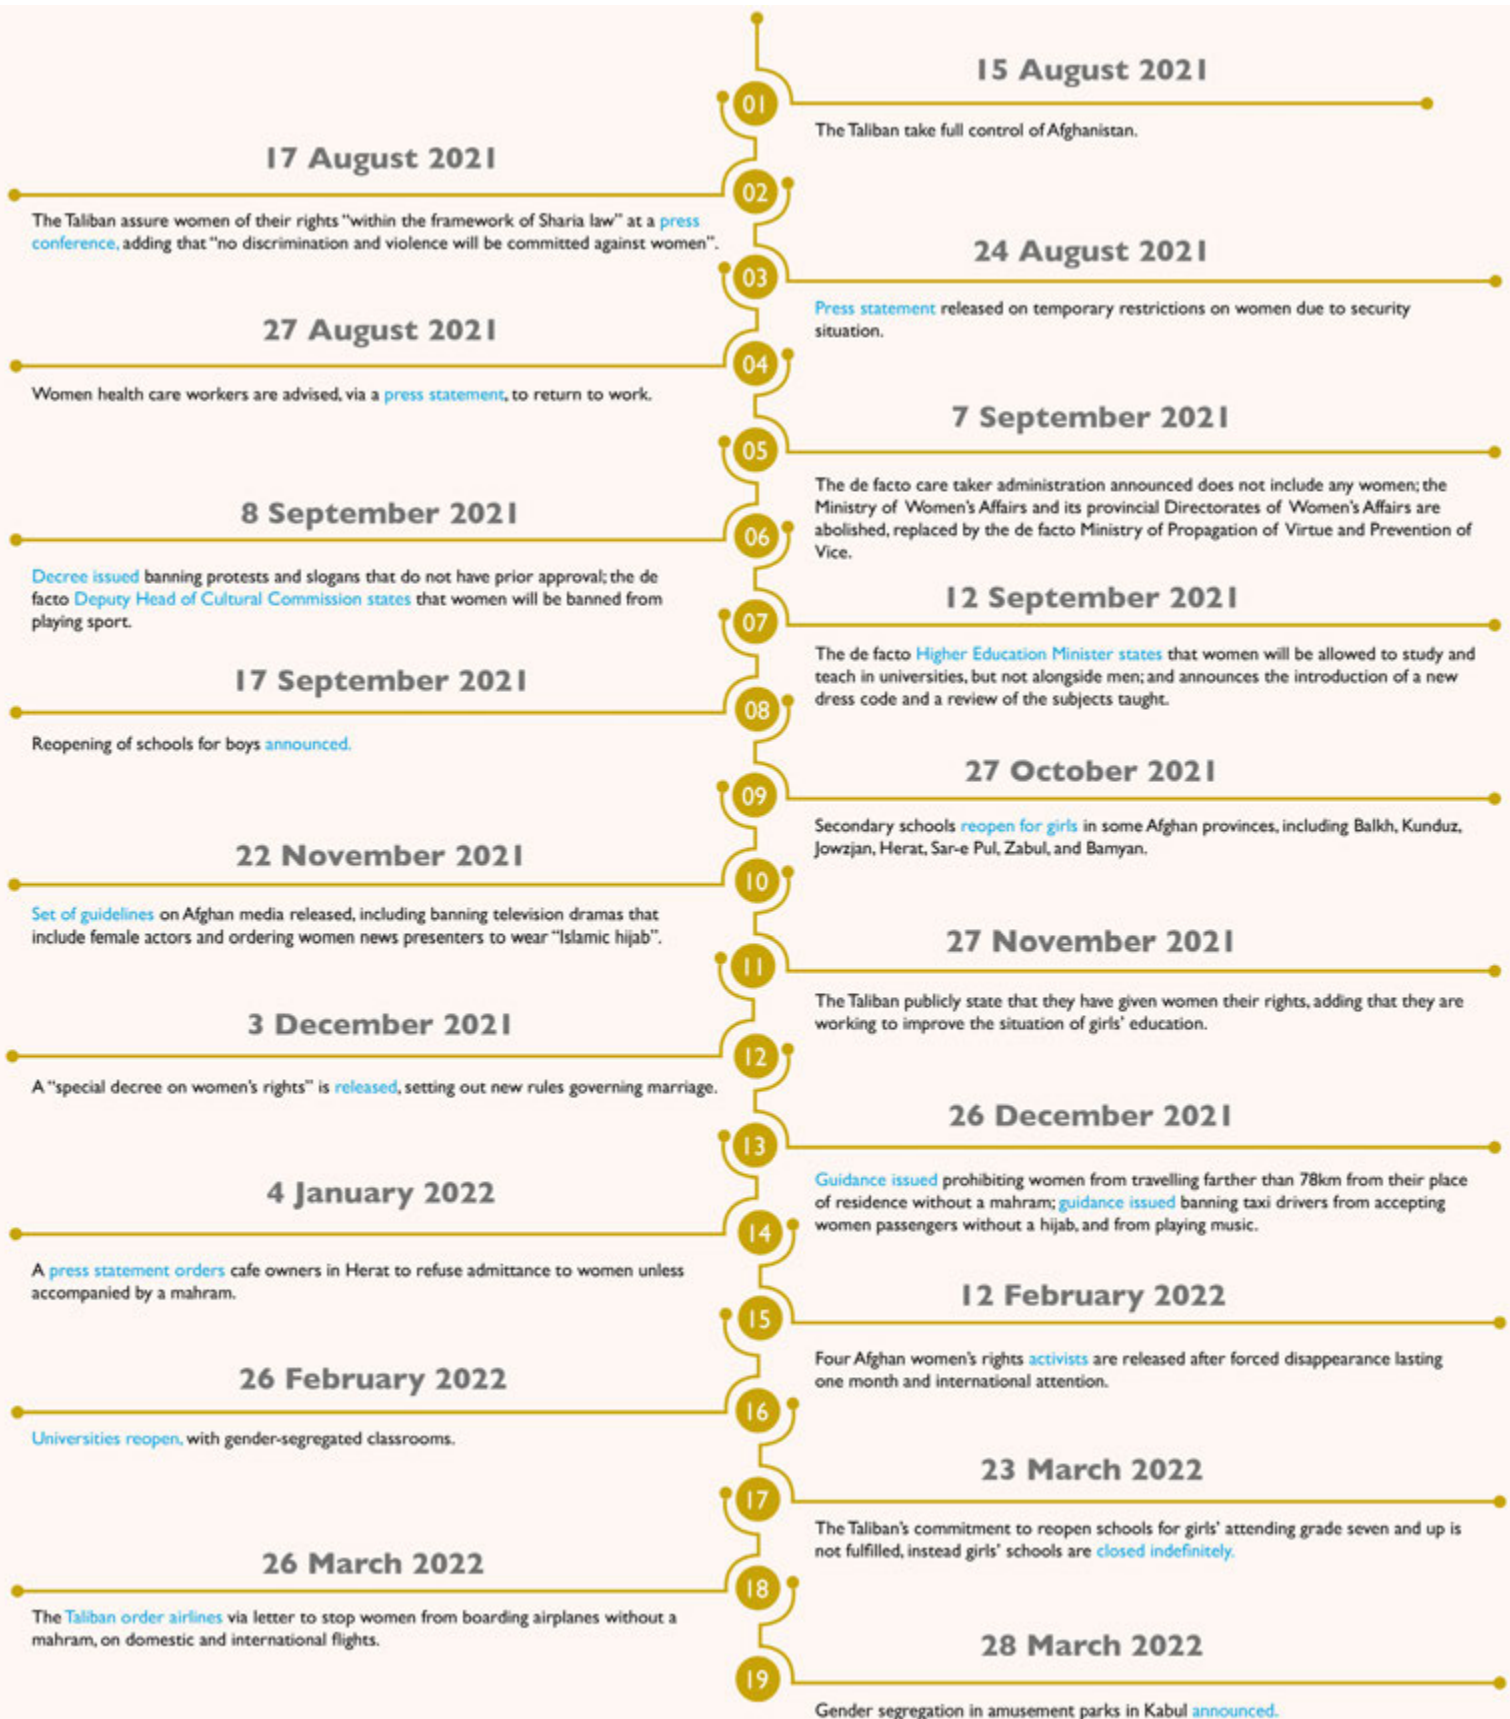 01
15 August 2021
The Taliban take full control of Afghanistan.
02
17 August 2021
The Taliban assure women of their rights “within the framework of Sharia law” at a press
conference, adding that “no discrimination and violence will be committed against women”.
03
24 August 2021
Press statement released on temporary restrictions on women due to security
situation.
04
27 August 2021
Women health care workers are advised, via a press statement, to return to work.
05
7 September 2021
The de facto care taker administration announced does not include any women; the
Ministry of Women’s Affairs and its provincial Directorates of Women’s Affairs are
abolished, replaced by the de facto Ministry of Propagation of Virtue and Prevention of
Vice.
06
8 September 2021
Decree issued banning protests and slogans that do not have prior approval; the de
facto Deputy Head of Cultural Commission states that women will be banned from
playing sport.
07
12 September 2021
The de facto Higher Education Minister states that women will be allowed to study and
teach in universities, but not alongside men; and announces the introduction of a new
dress code and a review of the subjects taught.
08
17 September 2021
Reopening of schools for boys announced.
09
27 October 2021
Secondary schools reopen for girls in some Afghan provinces, including Balkh, Kunduz,
Jowzjan, Herat, Sar-e Pul, Zabul, and Bamyan.
10
22 November 2021
Set of guidelines on Afghan media released, including banning television dramas that
include female actors and ordering women news presenters to wear “Islamic hijab”.
11
27 November 2021
The Taliban publicly state that they have given women their rights, adding that they are
working to improve the situation of girls’ education.
12
3 December 2021
A “special decree on women’s rights” is released, setting out new rules governing marriage.
13
26 December 2021
Guidance issued prohibiting women from travelling farther than 78km from their place
of residence without a mahram; guidance issued banning taxi drivers from accepting
women passengers without a hijab, and from playing music.
14
4 January 2022
A press statement orders cafe owners in Herat to refuse admittance to women unless
accompanied by a mahram.
15
12 February 2022
Four Afghan women’s rights activists are released after forced disappearance lasting
one month and international attention.
16
26 February 2022
Universities reopen, with gender-segregated classrooms.
17
23 March 2022
The Taliban’s commitment to reopen schools for girls’ attending grade seven and up is
not fulfilled, instead girls’ schools are closed indefinitely.
18
26 March 2022
The Taliban order airlines via letter to stop women from boarding airplanes without a
mahram, on domestic and international flights.
19
28 March 2022
Gender segregation in amusement parks in Kabul announced.